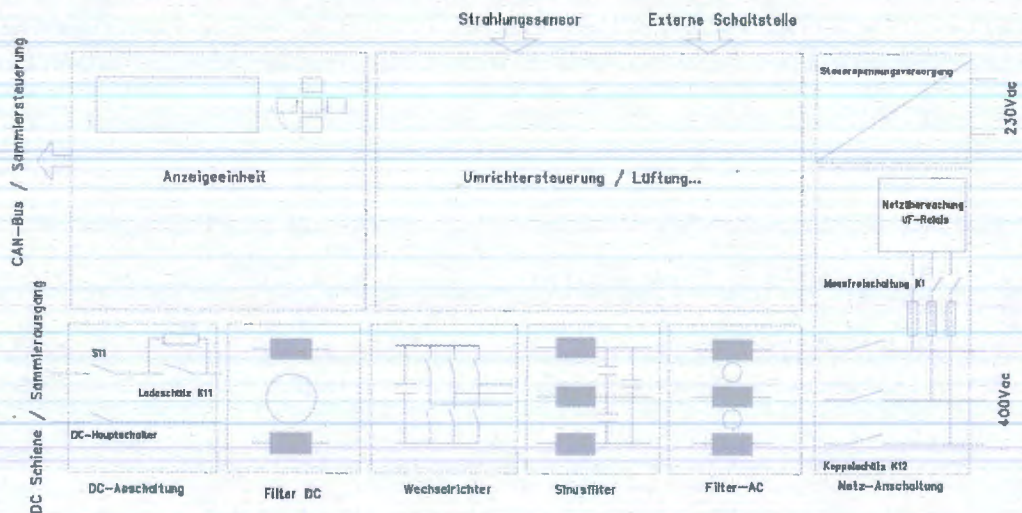 Strahlungssensor
Externe Schaltstelle
CAN-Bus / Sammlersteuerung
Anzeigeeinheit
Umrichtersteuerung / Lüftung...
Steuerspannungsversorgung
230Vac
Netzüberwachung
UF-Relais
Messfreischaltung K1
DC Schiene / Sammlerausgang
S11
Ladeschütz K11
DC-Hauptschalter
400Vac
Koppelschütz K12
DC-Anschaltung
Filter DC
Wechselrichter
Sinusfilter
Filter-AC
Netz-Anschaltung